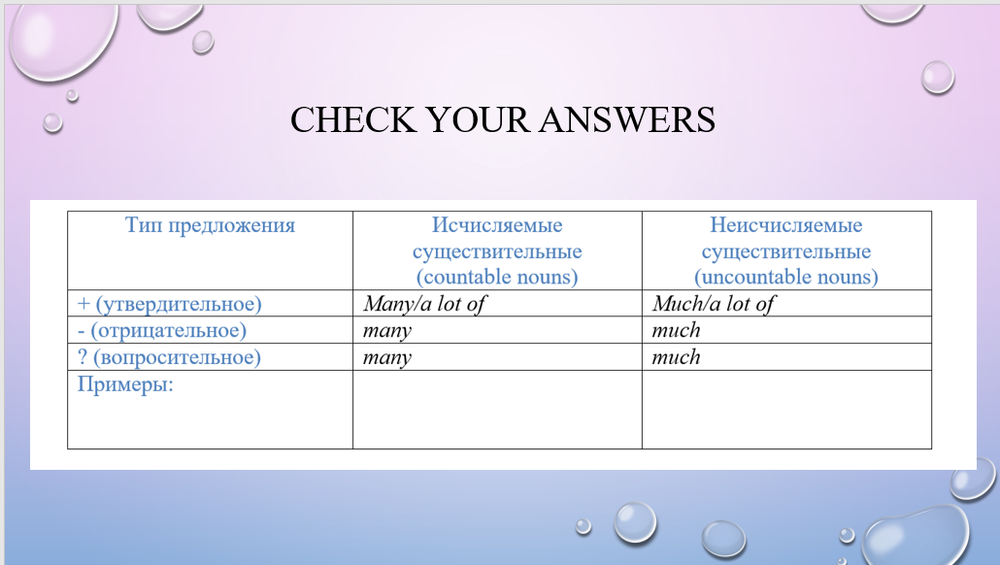 CHECK YOUR ANSWERS
Тип предложения
Исчисляемые
существительные
(countable nouns)
Неисчисляемые
существительные
(uncountable nouns)
+ (утвердительное)
Many/a lot of
Much/a lot of
- (отрицательное)
many
much
? (вопросительное)
many
much
Примеры: